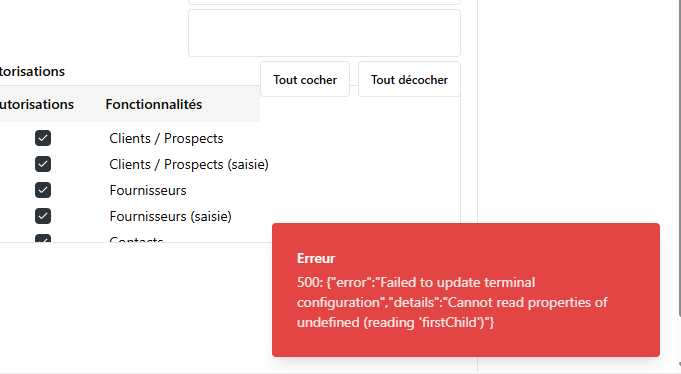 torisations
Tout cocher Tout décocher
utorisations Fonctionnalités
Clients / Prospects
Clients / Prospects (saisie)
Fournisseurs
Fournisseurs (saisie)
Contacts
Erreur
500: {"error":"Failed to update terminal
configuration","details":"Cannot read properties of
undefined (reading 'firstChild')"}